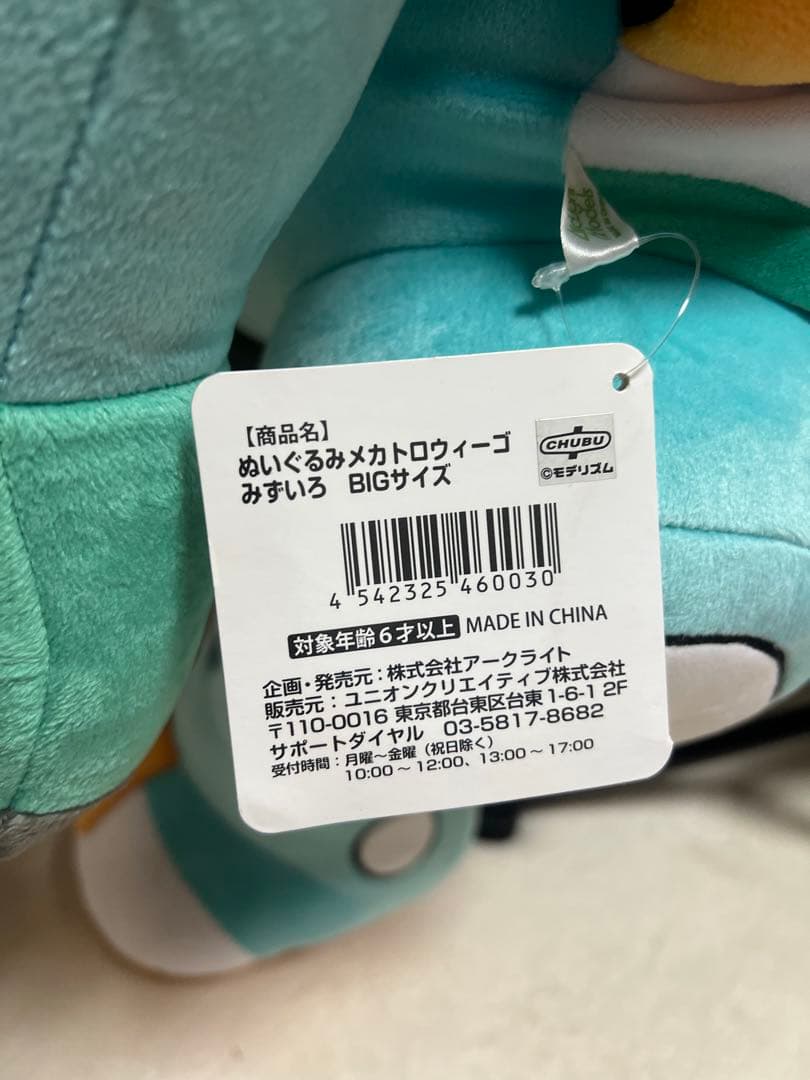 【商品名】
ぬいぐるみメカトロウィーゴ
みずいろ BIGサイズ
CHUBU
©モデリズム
4 542325 460030
対象年齢6才以上 MADE IN CHINA
企画・発売元：株式会社アークライト
販売元：ユニオンクリエイティブ株式会社
〒110-0016 東京都台東区台東1-6-1 2F
サポートダイヤル 03-5817-8682
受付時間：月曜～金曜（祝日除く）
10:00～12:00、13:00～17:00